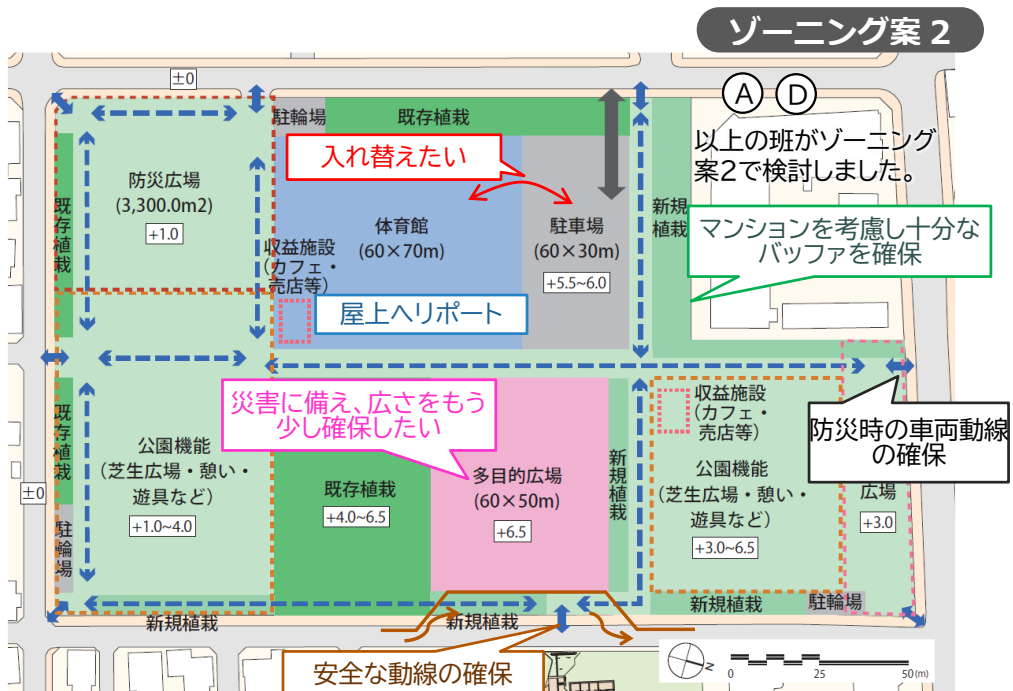 ゾーニング案２
±0
Ⓐ Ⓓ
以上の班がゾーニング
案2で検討しました。
駐輪場
既存植栽
入れ替えたい
防災広場
(3,300.0m2)
+1.0
既存植栽
体育館
(60×70m)
駐車場
(60×30m)
+5.5~6.0
新規
植栽
マンションを考慮し十分な
バッファを確保
収益施設
(カフェ・
売店等)
屋上ヘリポート
災害に備え、広さをもう
少し確保したい
収益施設
(カフェ・
売店等)
防災時の車両動線
の確保
既存植栽
公園機能
(芝生広場・憩い・
遊具など)
+1.0~4.0
±0
駐輪場
既存植栽
+4.0~6.5
多目的広場
(60×50m)
+6.5
新規植栽
公園機能
(芝生広場・憩い・
遊具など)
+3.0~6.5
広場
+3.0
新規植栽
新規植栽
新規植栽
駐輪場
安全な動線の確保
N
0 25 50(m)